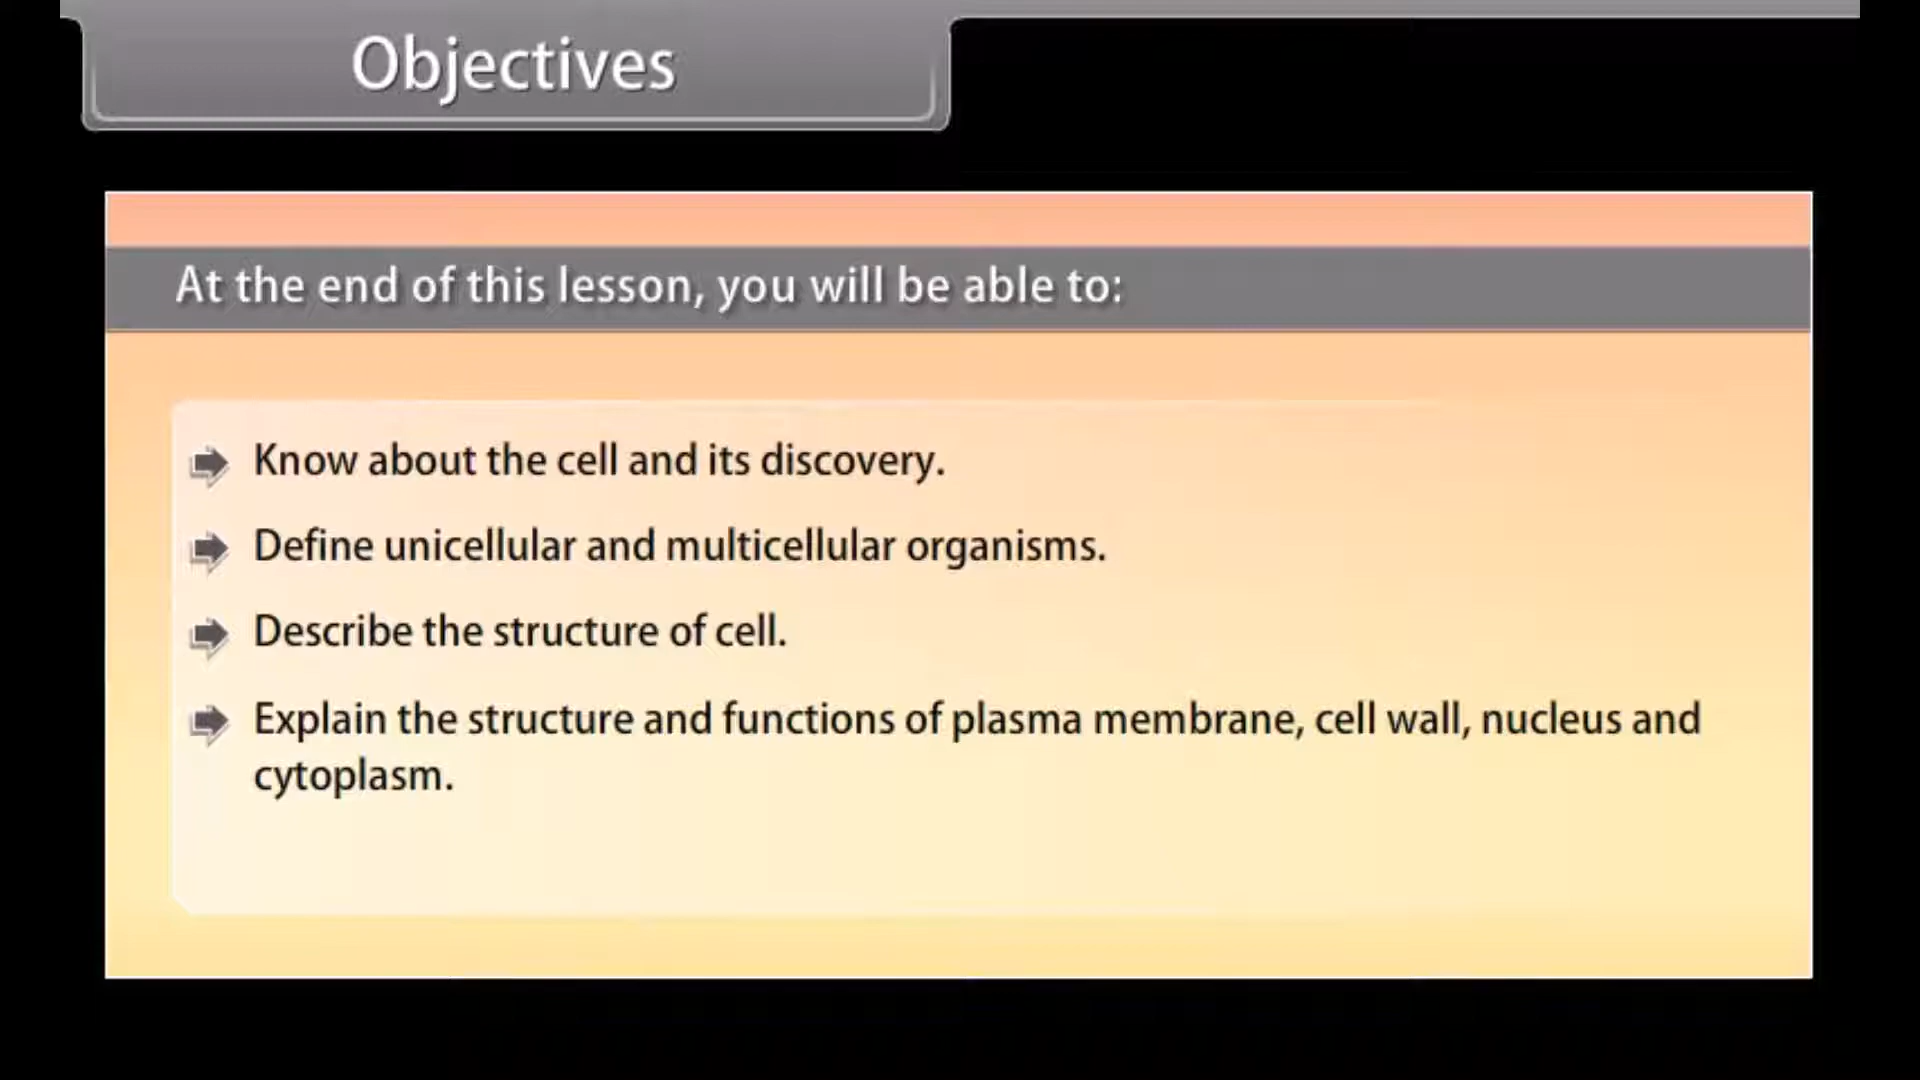 Objectives
At the end of this lesson, you will be able to:
Know about the cell and its discovery.
Define unicellular and multicellular organisms.
Describe the structure of cell.
Explain the structure and functions of plasma membrane, cell wall, nucleus and
cytoplasm.